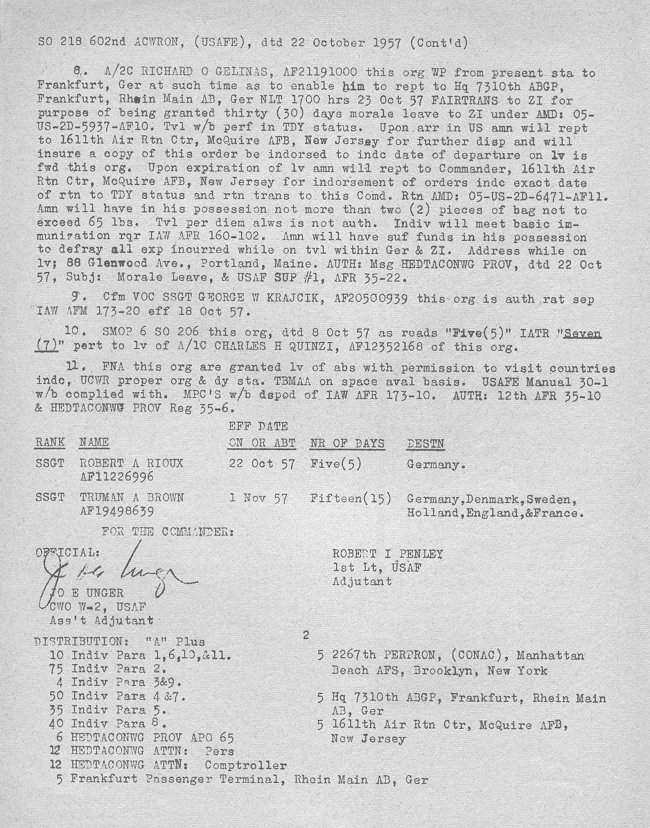 SO 218 602nd ACWRON, (USAFE), dtd 22 October 1957 (Cont'd)
8. A/2C RICHARD O GELINAS, AF21191000 this org WP from present sta to
Frankfurt, Ger at such time as to enable him to rept to Hq 7310th ABGP,
Frankfurt, Rhein Main AB, Ger NLT 1700 hrs 23 Oct 57 FAIRTRANS to ZI for
purpose of being granted thirty (30) days morale leave to ZI under AMD: 05-
US-2D-5937-AF10. Tvl w/b perf in TDY status. Upon arr in US amn will rept
to 1611th Air Rtn Ctr, McQuire AFB, New Jersey for further disp and will
insure a copy of this order be indorsed to indc date of departure on lv is
fwd this org. Upon expiration of lv amn will rept to Commander, 1611th Air
Rtn Ctr, McQuire AFB, New Jersey for indorsement of orders indc exact date
of rtn to TDY status and rtn trans to this Comd. Rtn AMD: 05-US-2D-6471-AF11.
Amn will have in his possession not more than two (2) pieces of bag not to
exceed 65 lbs. Tvl per diem alws is not auth. Indiv will meet basic im-
munization rqr IAW AFR 160-102. Amn will have suf funds in his possession
to defray all exp incurred while on tvl within Ger & ZI. Address while on
lv; 88 Glenwood Ave., Portland, Maine. AUTH: Msg HEDTACONWG PROV, dtd 22 Oct
57, Subj: Morale Leave, & USAF SUP #1, AFR 35-22.
9. Cfm VOC SSGT GEORGE W KRAJCIK, AF20500939 this org is auth rat sep
IAW AFM 173-20 eff 18 Oct 57.
10. SMOP 6 SO 206 this org, dtd 8 Oct 57 as reads "Five(5)" IATR "Seven
(7)" pert to lv of A/1C CHARLES H QUINZI, AF12352168 of this org.
11. FNA this org are granted lv of abs with permission to visit countries
indc, UCWR proper org & dy sta. TBMAA on space aval basis. USAFE Manual 30-1
w/b complied with. MPC'S w/b dspod of IAW AFR 173-10. AUTH: 12th AFR 35-10
& HEDTACONWG PROV Reg 35-6.
EFF DATE
RANK NAME ON OR ABT NR OF DAYS DESTN
SSGT ROBERT A RIOUX 22 Oct 57 Five(5) Germany.
AF11226996
SSGT TRUMAN A BROWN 1 Nov 57 Fifteen(15) Germany,Denmark,Sweden,
AF19498639 Holland,England,&France.
FOR THE COMMANDER:
OFFICIAL: ROBERT I PENLEY
1st Lt, USAF
Adjutant
JO E UNGER
CWO W-2, USAF
Ass't Adjutant
2
DISTRIBUTION: "A" Plus
10 Indiv Para 1,6,10,&11.
75 Indiv Para 2.
4 Indiv Para 3&9.
50 Indiv Para 4 &7.
35 Indiv Para 5.
40 Indiv Para 8.
6 HEDTACONWG PROV APO 65
12 HEDTACONWG ATTN: Pers
12 HEDTACONWG ATTN: Comptroller
5 Frankfurt Passenger Terminal, Rhein Main AB, Ger
5 2267th PERPRON, (CONAC), Manhattan
Beach AFS, Brooklyn, New York
5 Hq 7310th ABGP, Frankfurt, Rhein Main
AB, Ger
5 1611th Air Rtn Ctr, McQuire AFB,
New Jersey